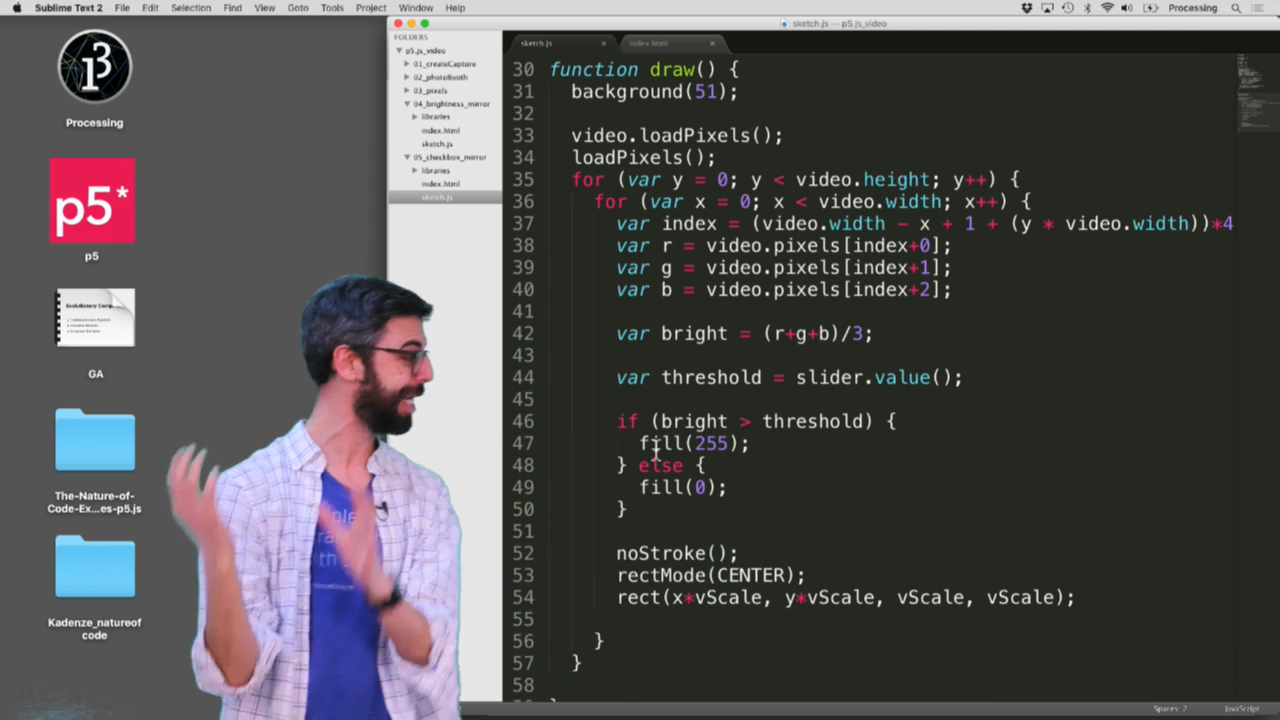 Sublime Text 2 File Edit Selection Find View Goto Tools Project Window Help Processing
sketch.js — p5.js_video
FOLDERS
p5.js_video
01_createCapture
02_photoBooth
03_pixels
04_brightness_mirror
libraries
index.html
sketch.js
05_checkbox_mirror
libraries
index.html
sketch.js
sketch.js × index.html ×
30 function draw() {
31 background(51);
32
33 video.loadPixels();
34 loadPixels();
35 for (var y = 0; y < video.height; y++) {
36 for (var x = 0; x < video.width; x++) {
37 var index = (video.width - x + 1 + (y * video.width))*4
38 var r = video.pixels[index+0];
39 var g = video.pixels[index+1];
40 var b = video.pixels[index+2];
41
42 var bright = (r+g+b)/3;
43
44 var threshold = slider.value();
45
46 if (bright > threshold) {
47 fill(255);
48 } else {
49 fill(0);
50 }
51
52 noStroke();
53 rectMode(CENTER);
54 rect(x*vScale, y*vScale, vScale, vScale);
55
56 }
57 }
58
Spaces: 2 JavaScript
Processing
p5*
p5
GA
The-Nature-of-
Code-Ex...es-p5.js
Kadenze_natureof
code